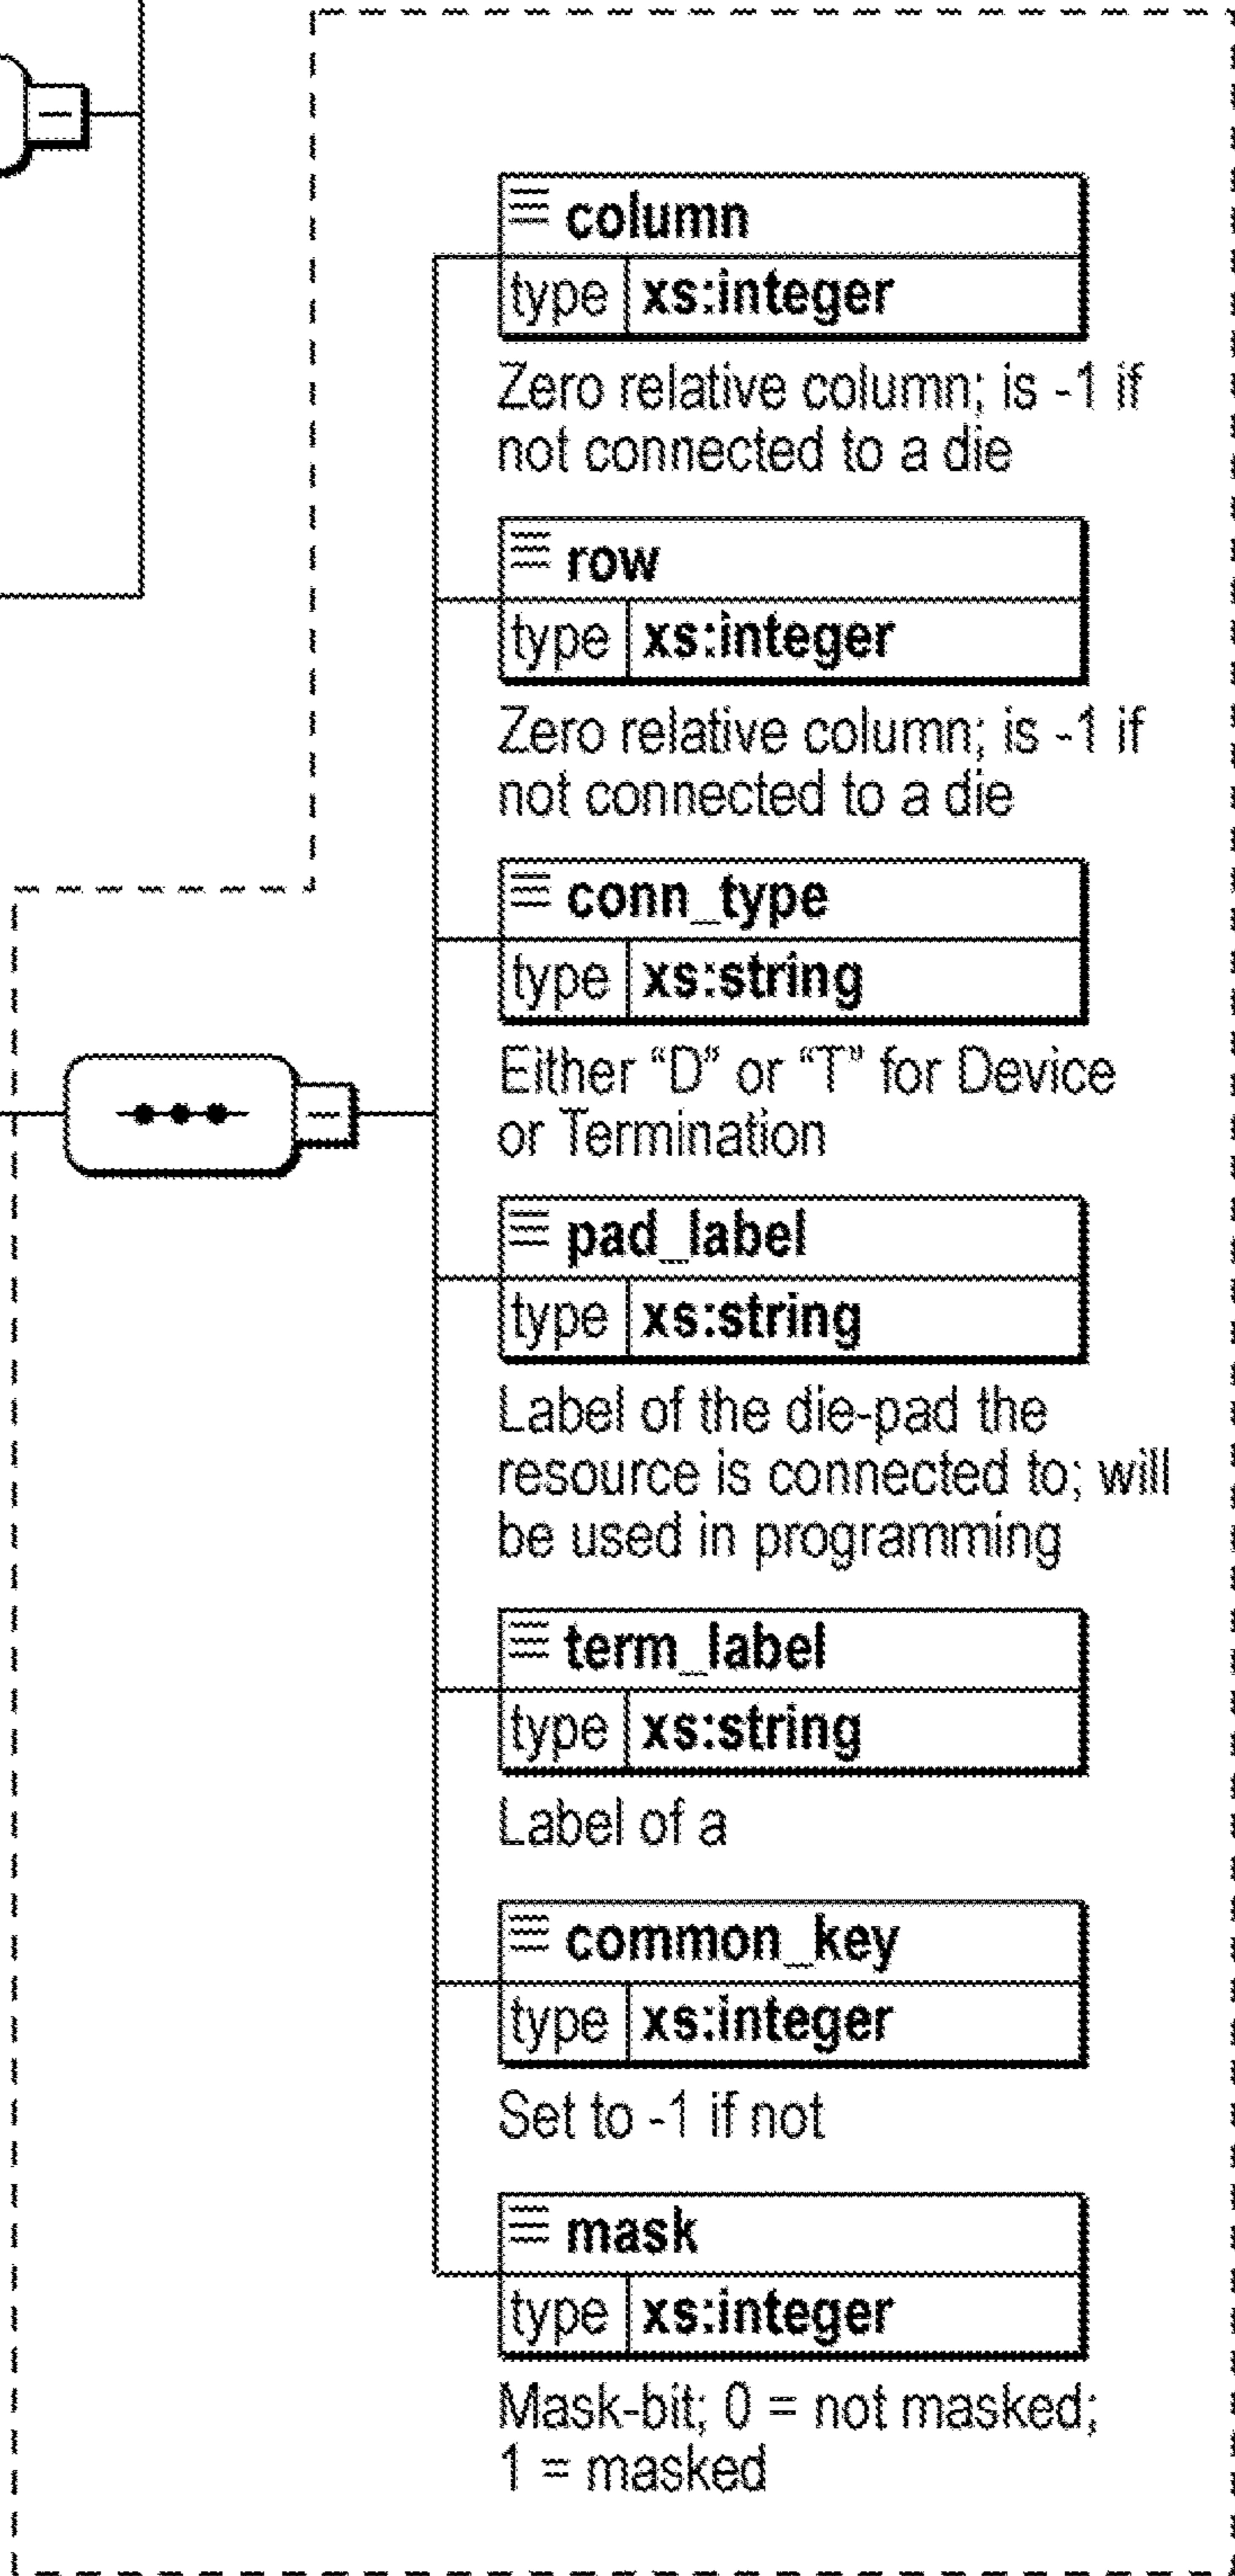 column
type xs:integer
Zero relative column; is -1 if
not connected to a die
row
type xs:integer
Zero relative column; is -1 if
not connected to a die
conn_type
type xs:string
Either “D” or “T” for Device
or Termination
pad_label
type xs:string
Label of the die-pad the
resource is connected to; will
be used in programming
term_label
type xs:string
Label of a
common_key
type xs:integer
Set to -1 if not
mask
type xs:integer
Mask-bit; 0 = not masked;
1 = masked